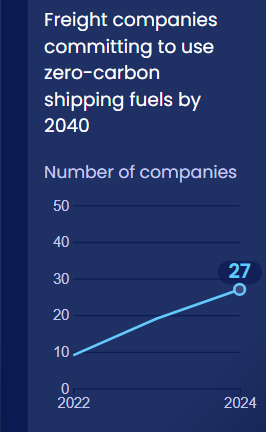 Freight companies
committing to use
zero-carbon
shipping fuels by
2040
Number of companies
50
40
30
27
20
10
0
2022
2024